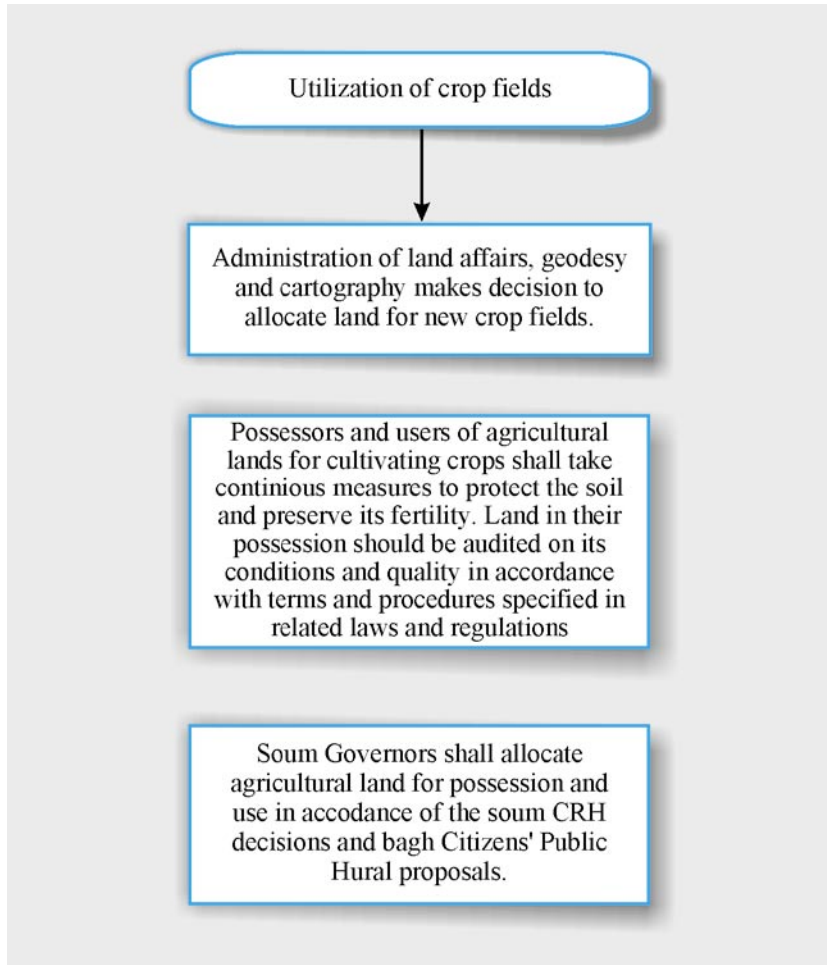 Utilization of crop fields
Administration of land affairs, geodesy
and cartography makes decision to
allocate land for new crop fields.
Possessors and users of agricultural
lands for cultivating crops shall take
continious measures to protect the soil
and preserve its fertility. Land in their
possession should be audited on its
conditions and quality in accordance
with terms and procedures specified in
related laws and regulations
Soum Governors shall allocate
agricultural land for possession and
use in accodance of the soum CRH
decisions and bagh Citizens' Public
Hural proposals.